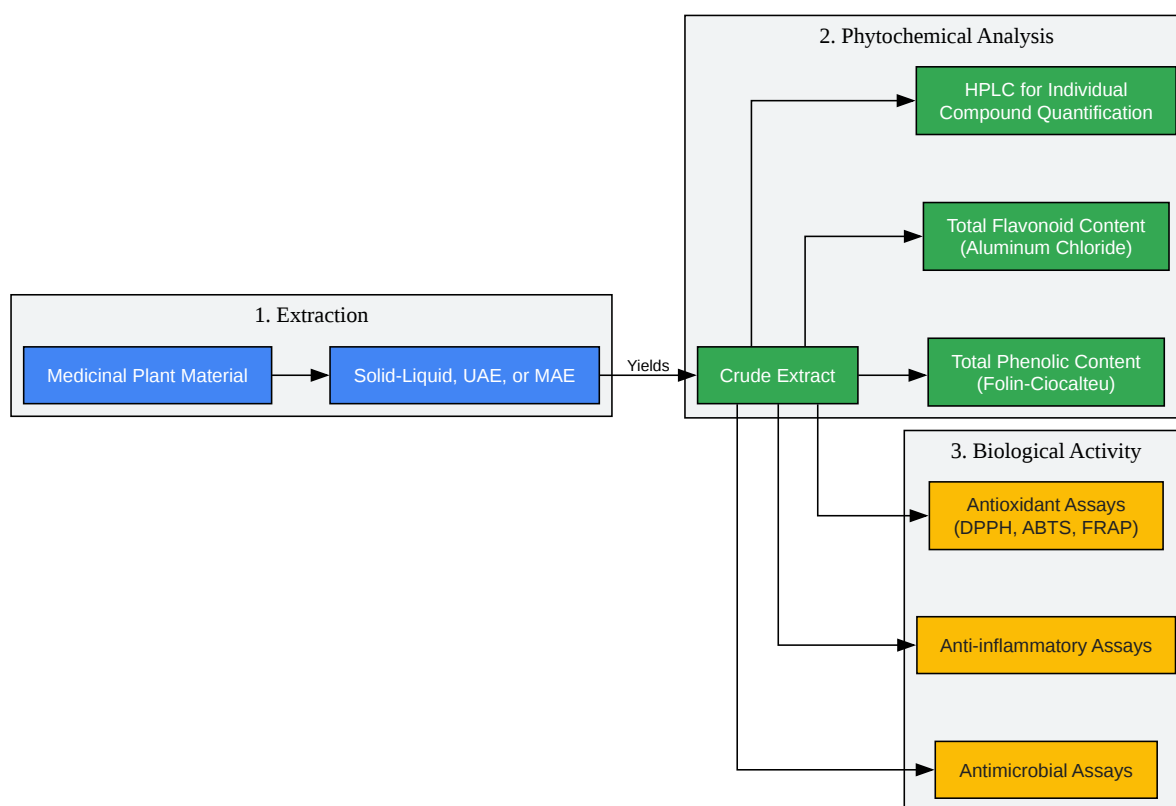 2. Phytochemical Analysis
HPLC for Individual
Compound Quantification
Total Flavonoid Content
(Aluminum Chloride)
1. Extraction
Medicinal Plant Material
Solid-Liquid, UAE, or MAE
Yields
Crude Extract
Total Phenolic Content
(Folin-Ciocalteu)
3. Biological Activity
Antioxidant Assays
(DPPH, ABTS, FRAP)
Anti-inflammatory Assays
Antimicrobial Assays